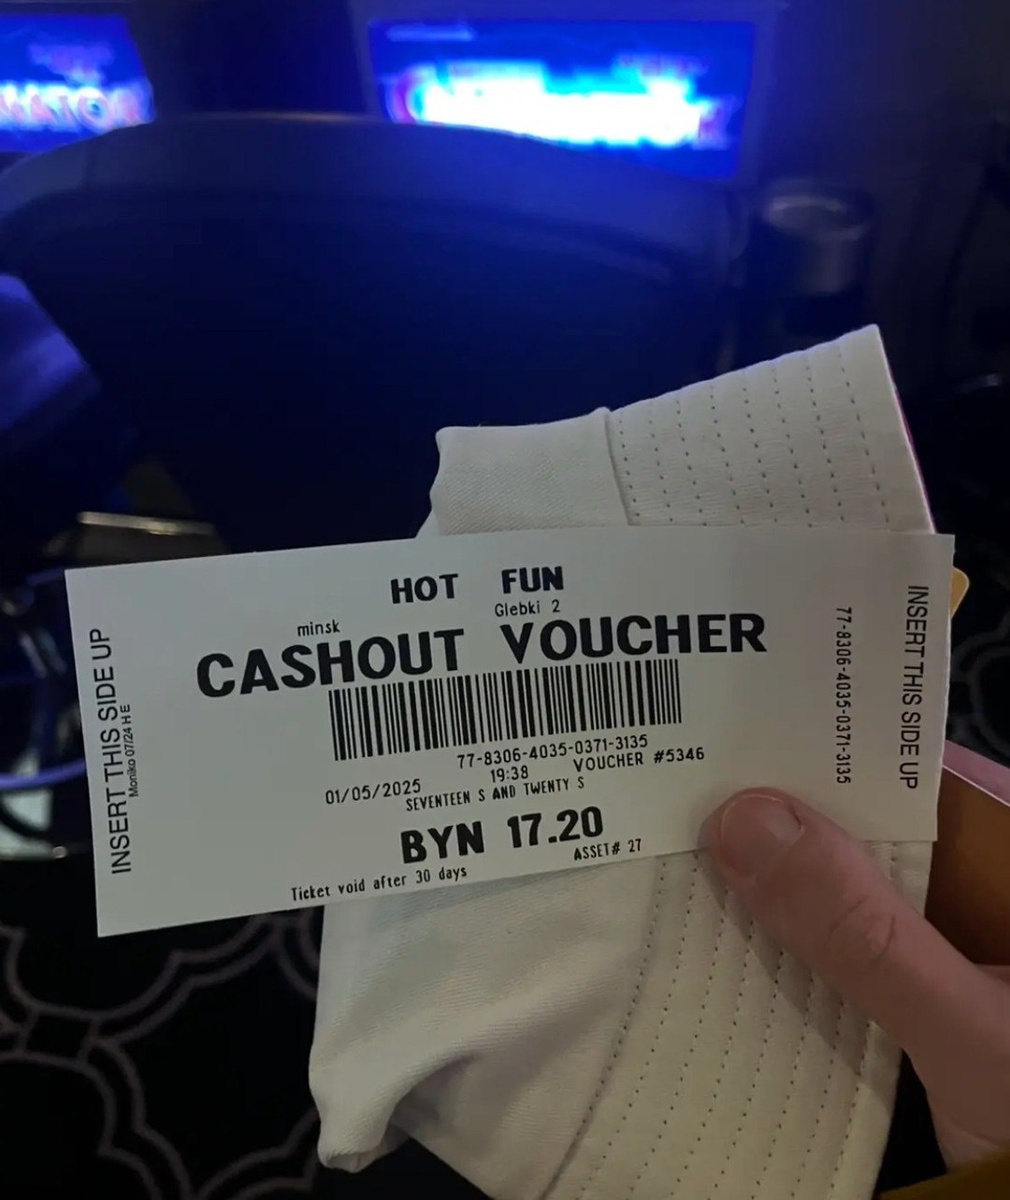 HOT FUN
minsk Glebki 2
CASHOUT VOUCHER
77-8306-4035-0371-3135
01/05/2025 19:38 VOUCHER #5346
SEVENTEEN S AND TWENTY S
BYN 17.20
Ticket void after 30 days ASSET# 27
INSERT THIS SIDE UP
Moniko 07/24 HE
77-8306-4035-0371-3135
INSERT THIS SIDE UP